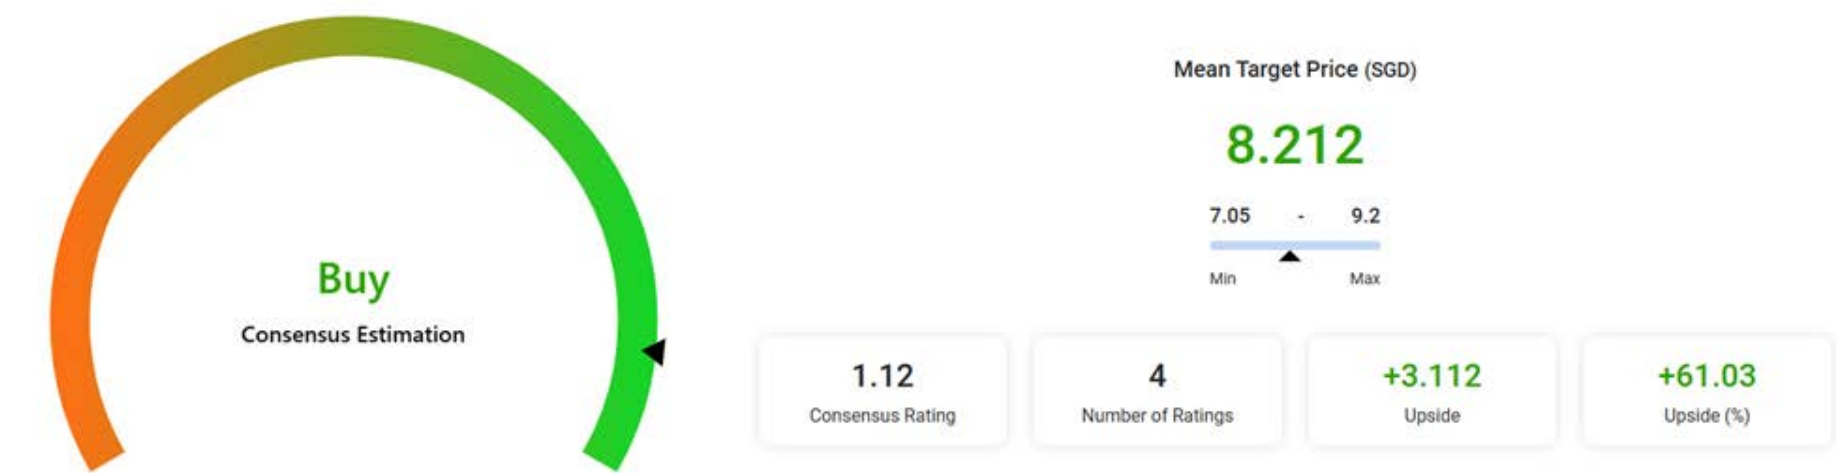 Buy
Consensus Estimation
Mean Target Price (SGD)
8.212
7.05 - 9.2
Min Max
1.12
Consensus Rating
4
Number of Ratings
+3.112
Upside
+61.03
Upside (%)